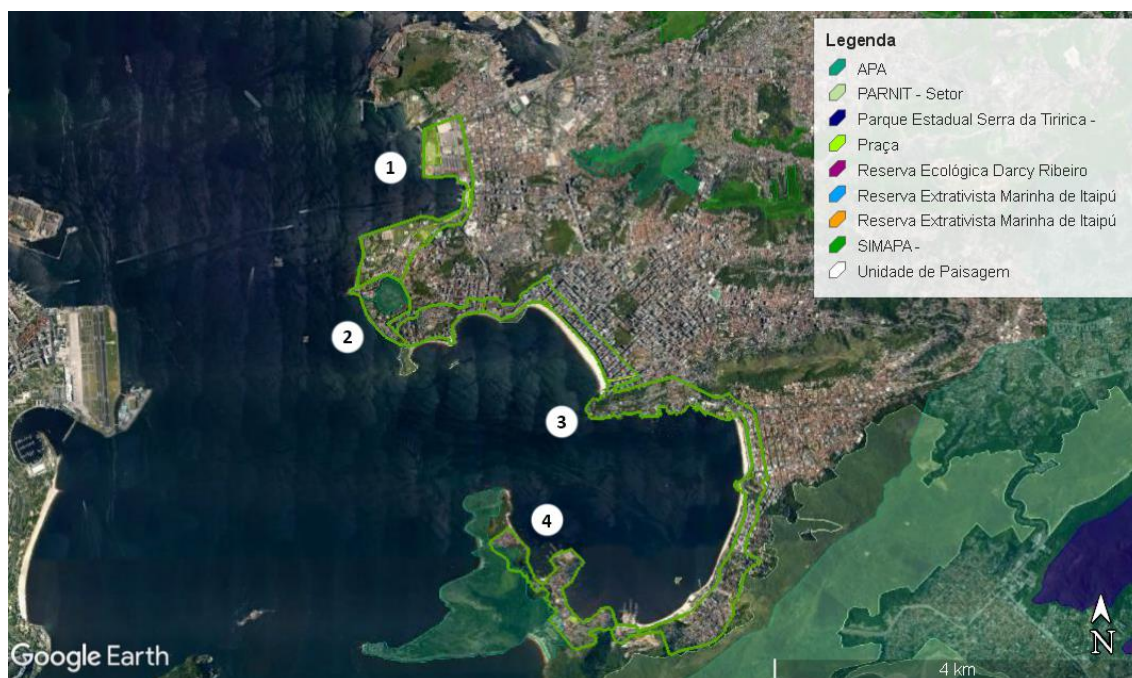 Legenda
APA
PARNIT - Setor
Parque Estadual Serra da Tiririca -
Praça
Reserva Ecológica Darcy Ribeiro
Reserva Extrativista Marinha de Itaipú
Reserva Extrativista Marinha de Itaipú
SIMAPA -
Unidade de Paisagem
1
2
3
4
N
Google Earth
4 km